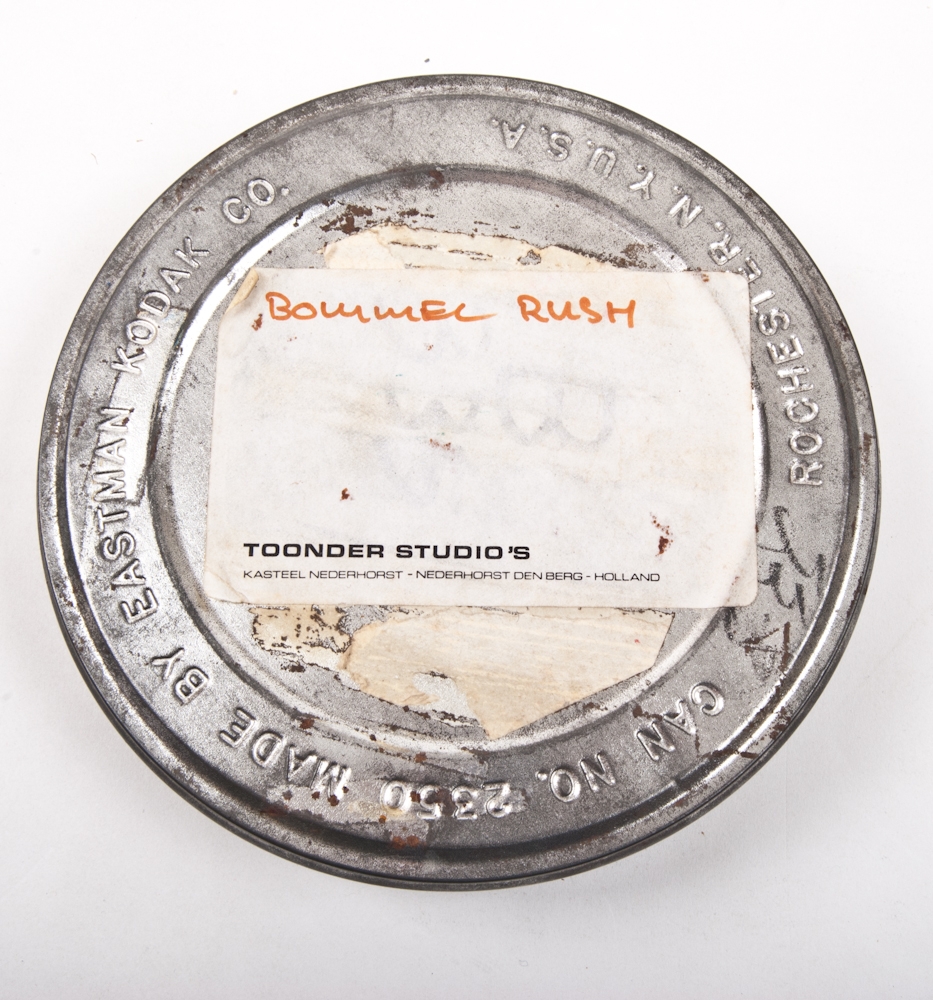 BOMMEL RUSH
TOONDER STUDIO'S
KASTEEL NEDERHORST - NEDERHORST DEN BERG - HOLLAND
CAN NO. 2350 MADE BY EASTMAN KODAK CO.
ROCHESTER, N.Y. U.S.A.